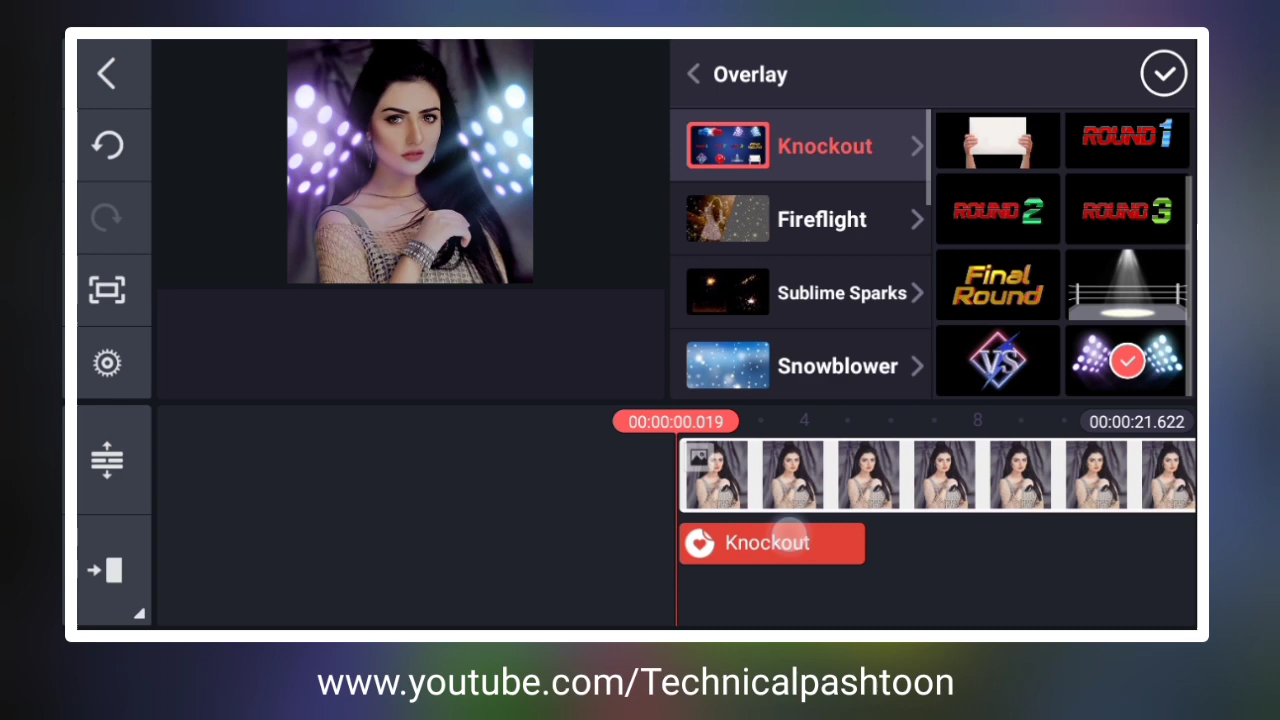 Overlay
Knockout
Fireflight
Sublime Sparks
Snowblower
ROUND 1
ROUND 2
ROUND 3
Final
Round
VS
00:00:00.019
4
8
00:00:21.622
Knockout
www.youtube.com/Technicalpashtoon